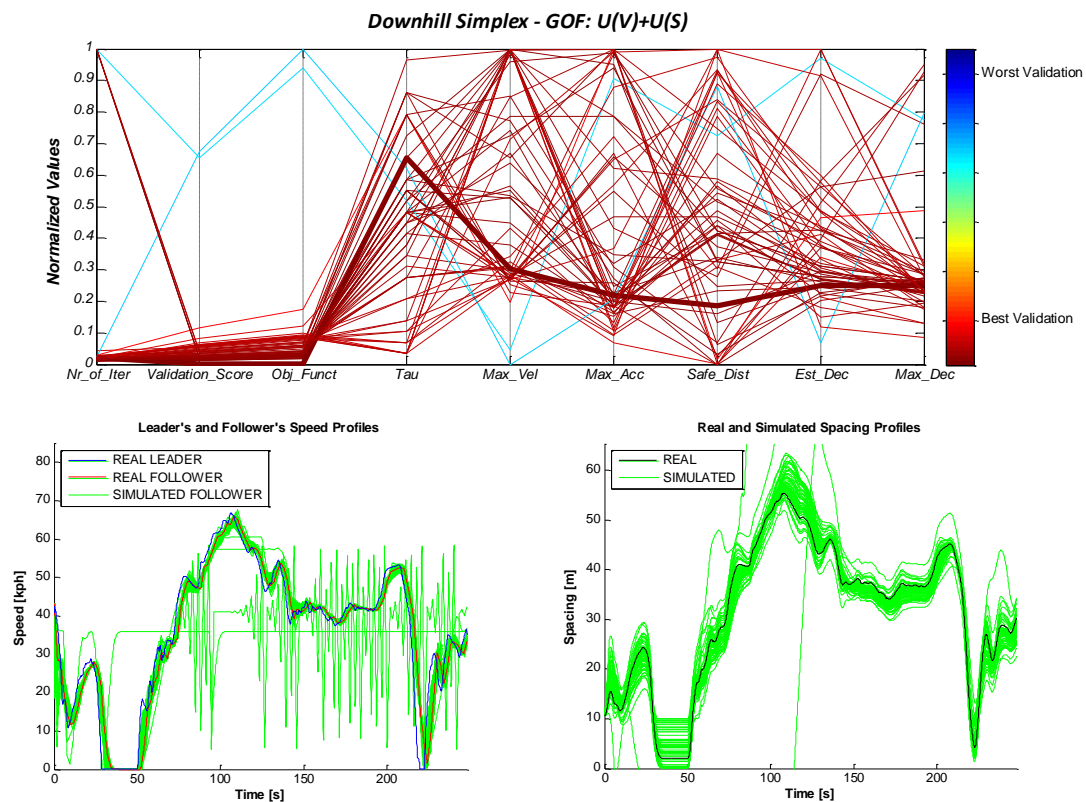 Downhill Simplex - GOF: U(V)+U(S)
Normalized Values
1
0.9
0.8
0.7
0.6
0.5
0.4
0.3
0.2
0.1
0
Nr_of_Iter Validation_Score Obj_Funct Tau Max_Vel Max_Acc Safe_Dist Est_Dec Max_Dec
Worst Validation
Best Validation
Leader's and Follower's Speed Profiles
REAL LEADER
REAL FOLLOWER
SIMULATED FOLLOWER
Speed [kph]
80
70
60
50
40
30
20
10
0
0 50 100 150 200
Time [s]
Real and Simulated Spacing Profiles
REAL
SIMULATED
Spacing [m]
60
50
40
30
20
10
0
0 50 100 150 200
Time [s]